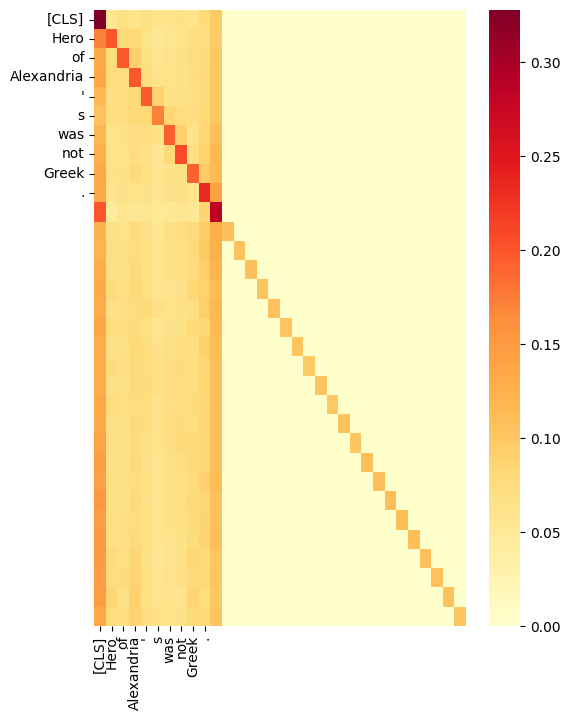 [CLS]
Hero
of
Alexandria
'
s
was
not
Greek
.
0.30
0.25
0.20
0.15
0.10
0.05
0.00
[CLS]
Hero
of
Alexandria
'
s
was
not
Greek
.